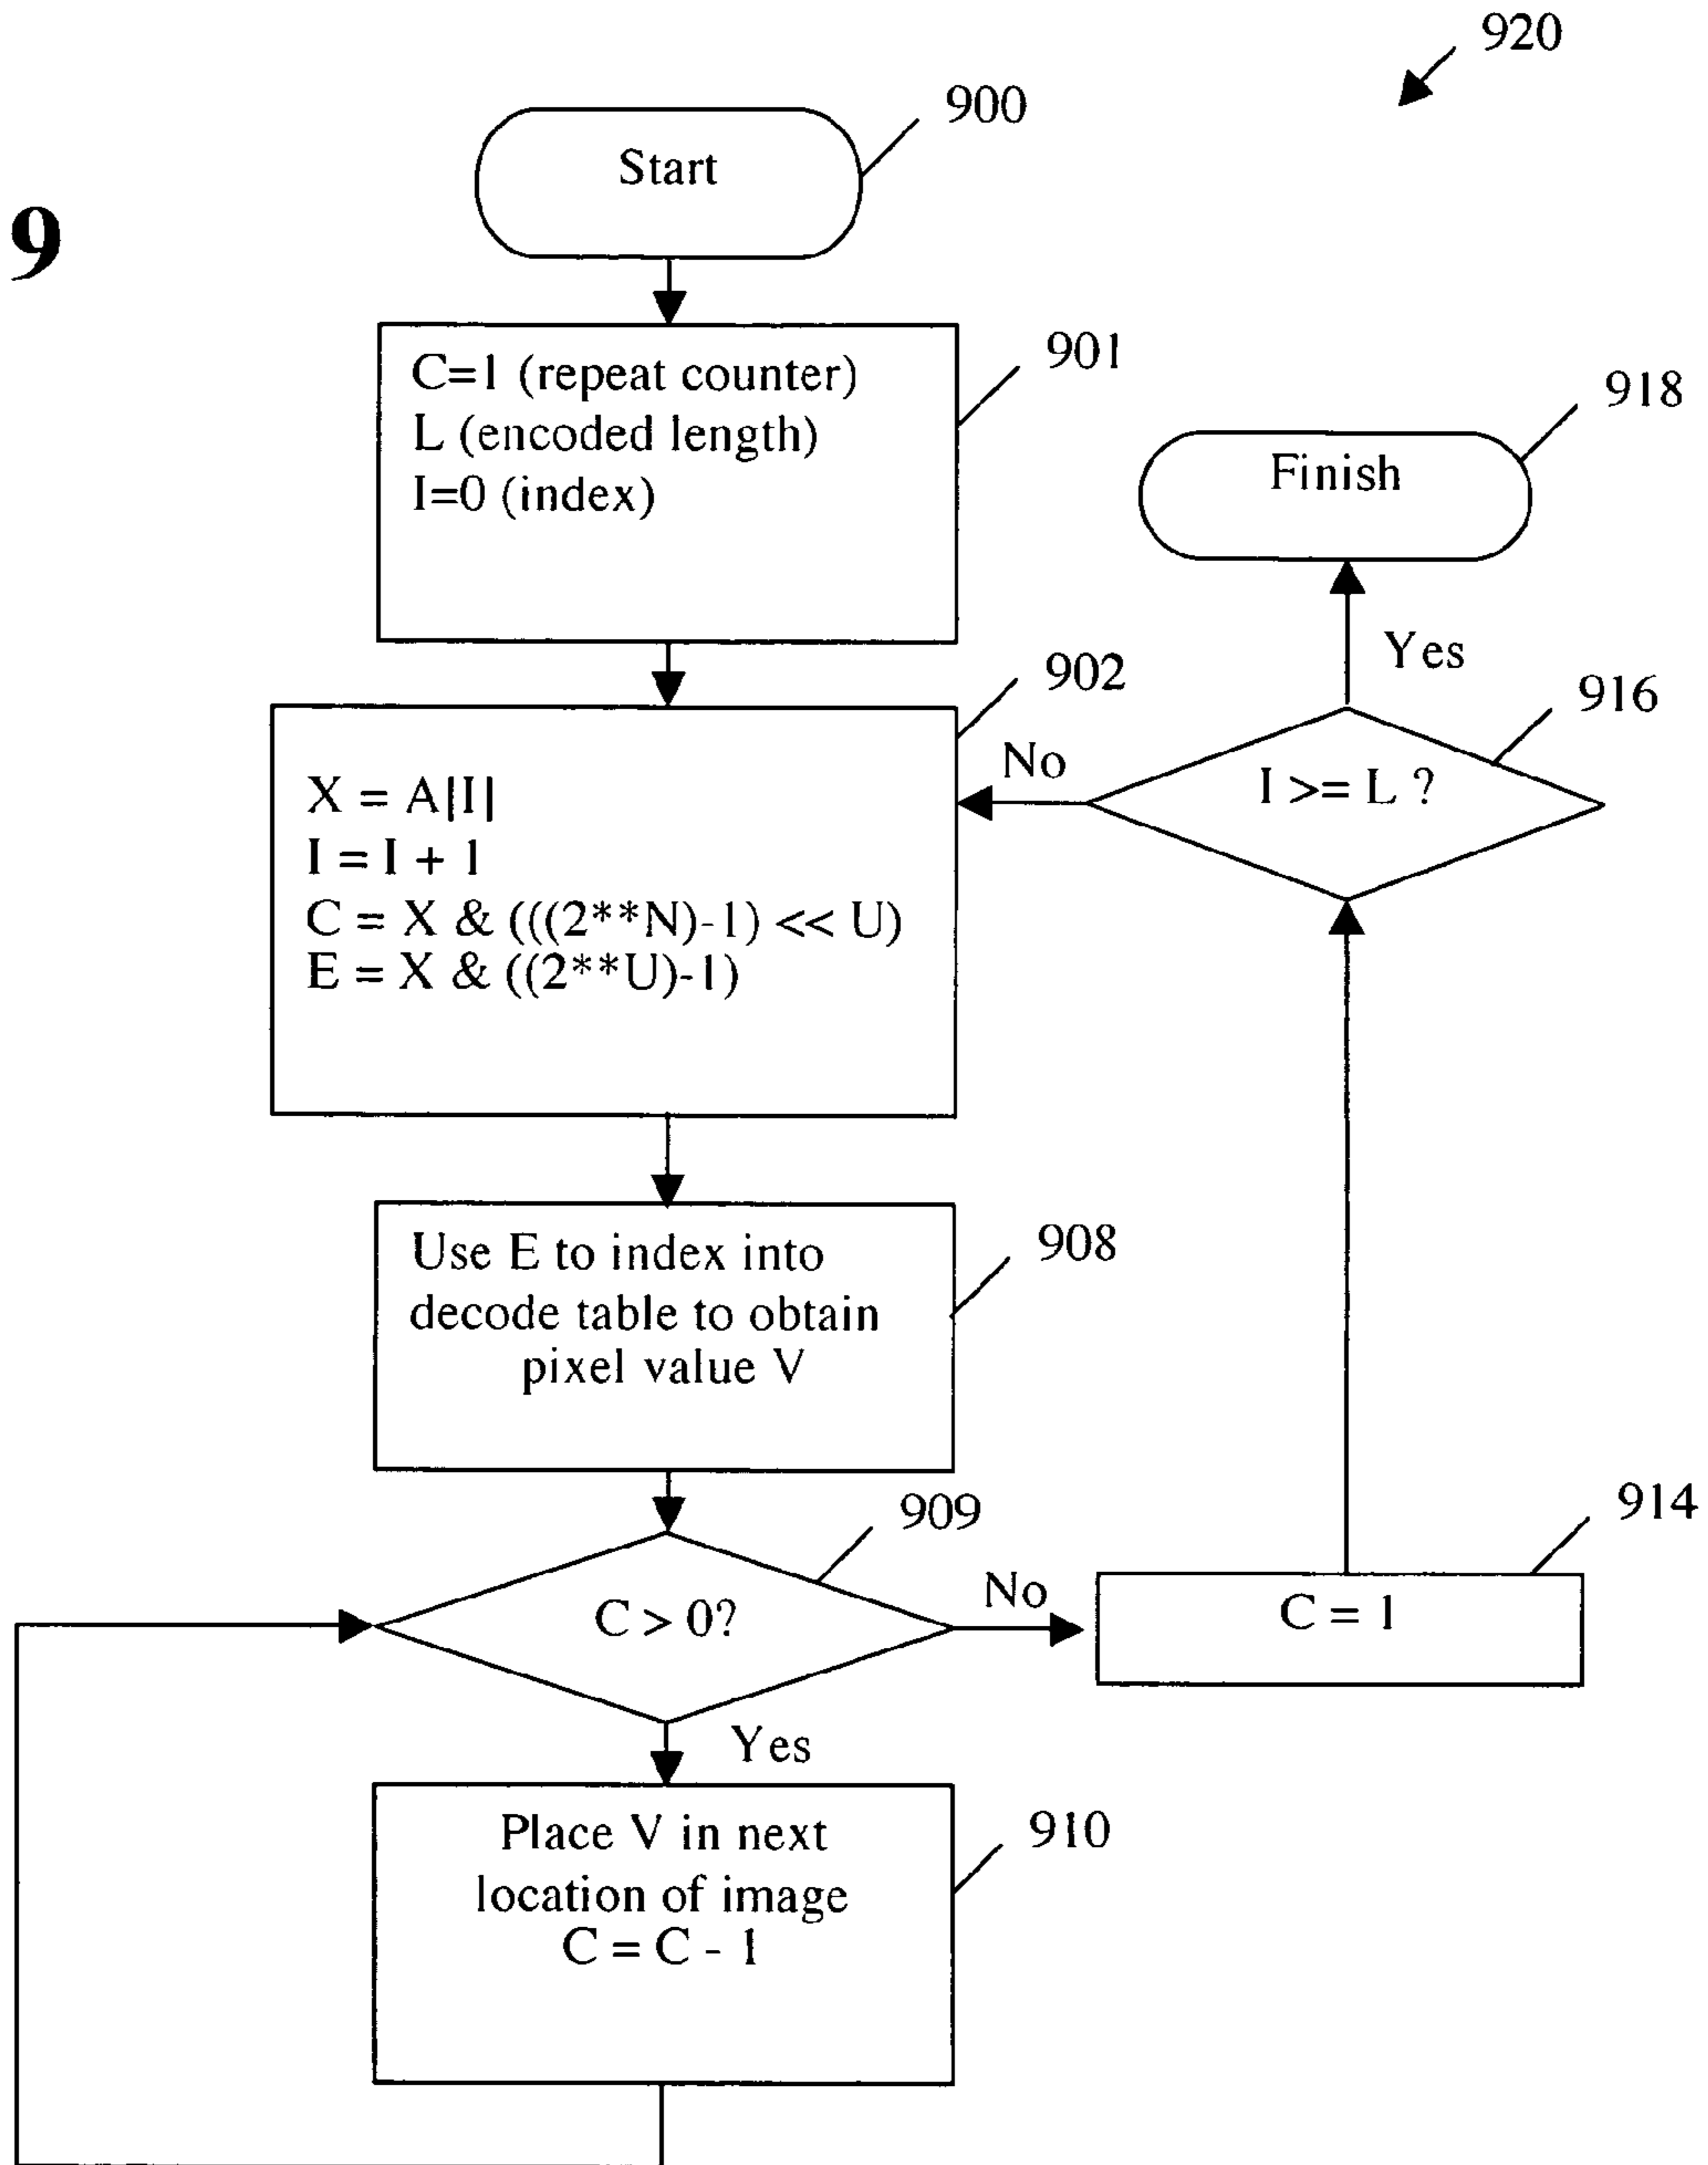 920
900
Start
9
901
C=1 (repeat counter)
L (encoded length)
I=0 (index)
918
Finish
Yes
902
916
No
I >= L ?
X = A|I|
I = I + 1
C = X & (((2**N)-1) << U)
E = X & ((2**U)-1)
908
Use E to index into
decode table to obtain
pixel value V
909
C > 0?
No
914
C = 1
Yes
910
Place V in next
location of image
C = C - 1